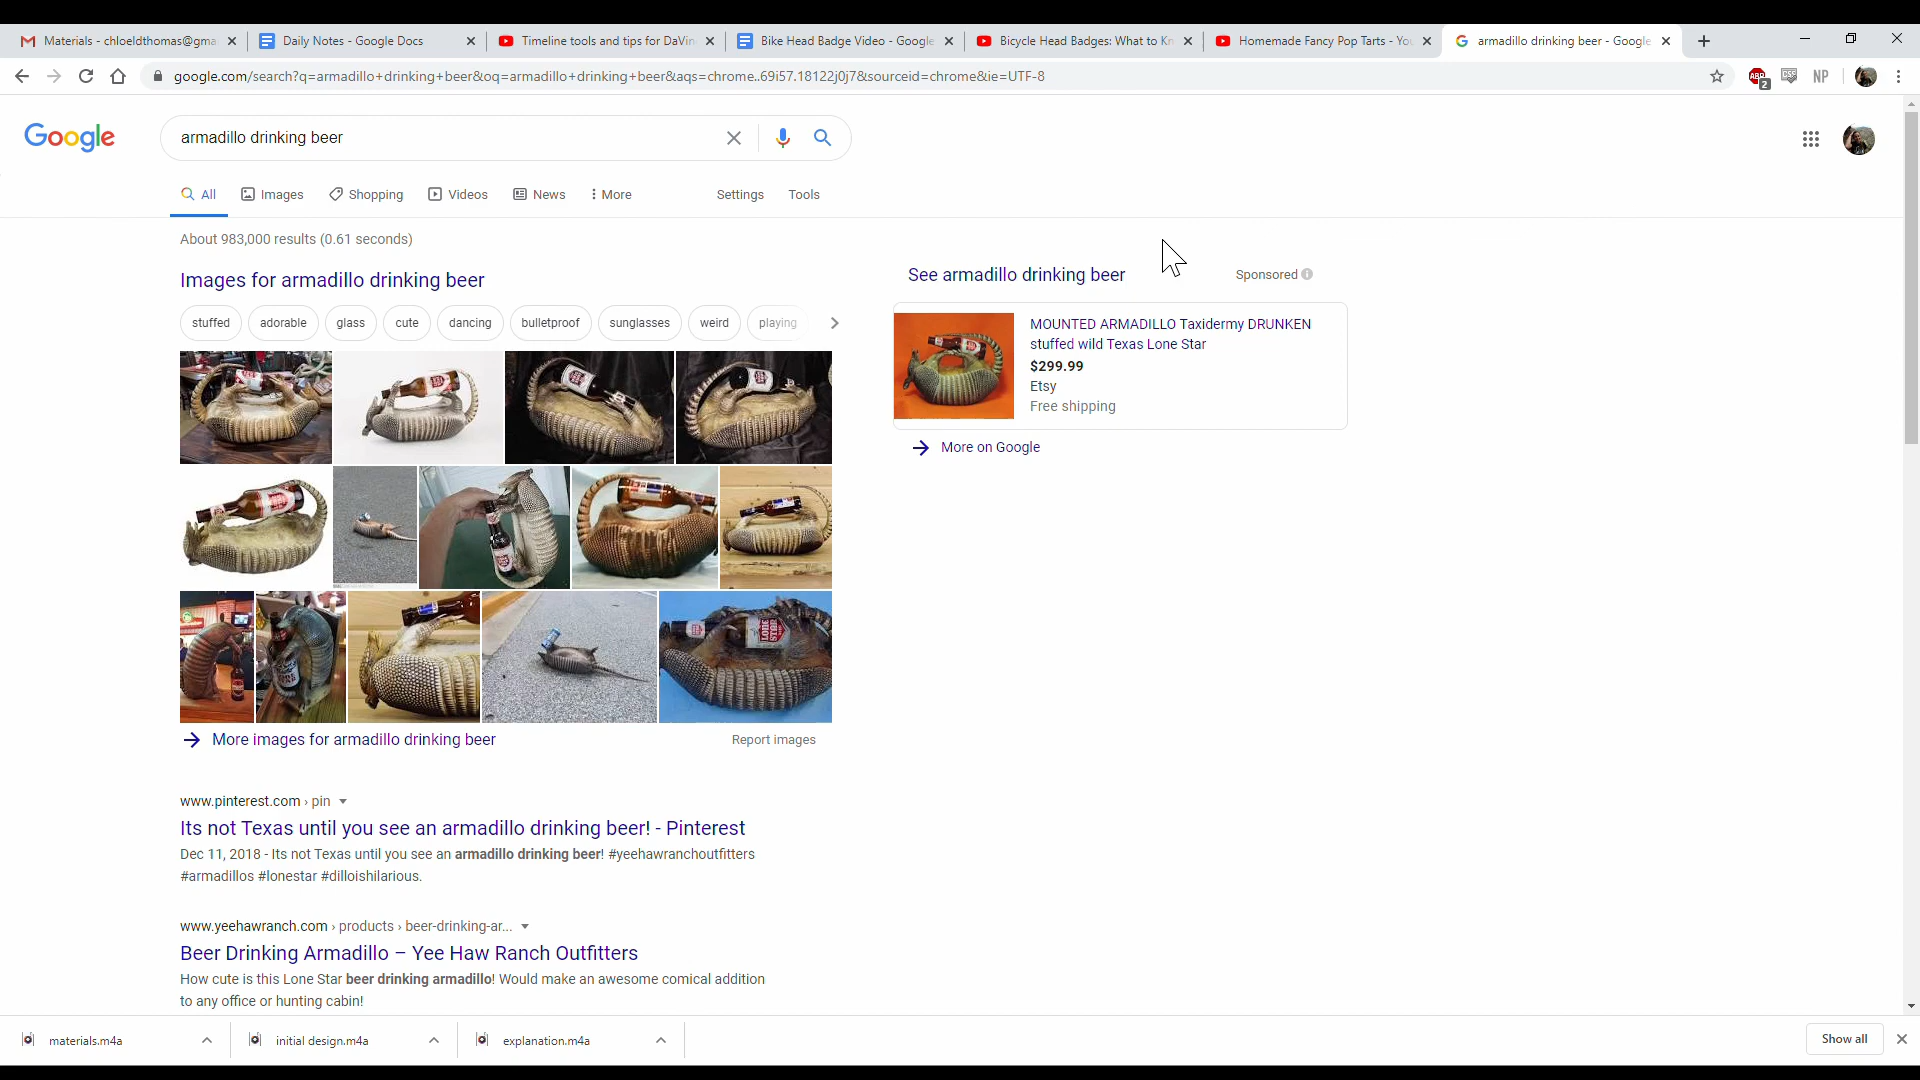 Materials - chloeldthomas@gma
Daily Notes - Google Docs
Timeline tools and tips for DaVin
Bike Head Badge Video - Google
Bicycle Head Badges: What to Kn
Homemade Fancy Pop Tarts - You
armadillo drinking beer - Google
google.com/search?q=armadillo+drinking+beer&oq=armadillo+drinking+beer&aqs=chrome..69i57.18122j0j7&sourceid=chrome&ie=UTF-8
ABP
2
CSE
NP
Google
armadillo drinking beer
All
Images
Shopping
Videos
News
More
Settings
Tools
About 983,000 results (0.61 seconds)
Images for armadillo drinking beer
stuffed
adorable
glass
cute
dancing
bulletproof
sunglasses
weird
playing
See armadillo drinking beer
Sponsored
MOUNTED ARMADILLO Taxidermy DRUNKEN
stuffed wild Texas Lone Star
$299.99
Etsy
Free shipping
More on Google
LONE
STAR
More images for armadillo drinking beer
Report images
www.pinterest.com › pin
Its not Texas until you see an armadillo drinking beer! - Pinterest
Dec 11, 2018 - Its not Texas until you see an armadillo drinking beer! #yeehawranchoutfitters
#armadillos #lonestar #dilloishilarious.
www.yeehawranch.com › products › beer-drinking-ar...
Beer Drinking Armadillo – Yee Haw Ranch Outfitters
How cute is this Lone Star beer drinking armadillo! Would make an awesome comical addition
to any office or hunting cabin!
materials.m4a
initial design.m4a
explanation.m4a
Show all